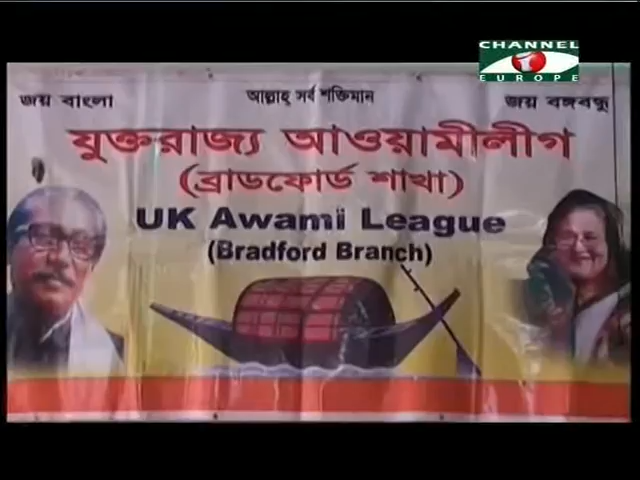 CHANNEL
i
EUROPE
জয় বাংলা
আল্লাহ্ সর্ব শক্তিমান
জয় বঙ্গবন্ধু
যুক্তরাজ্য আওয়ামীলীগ
(ব্রাডফোর্ড শাখা)
UK Awami League
(Bradford Branch)